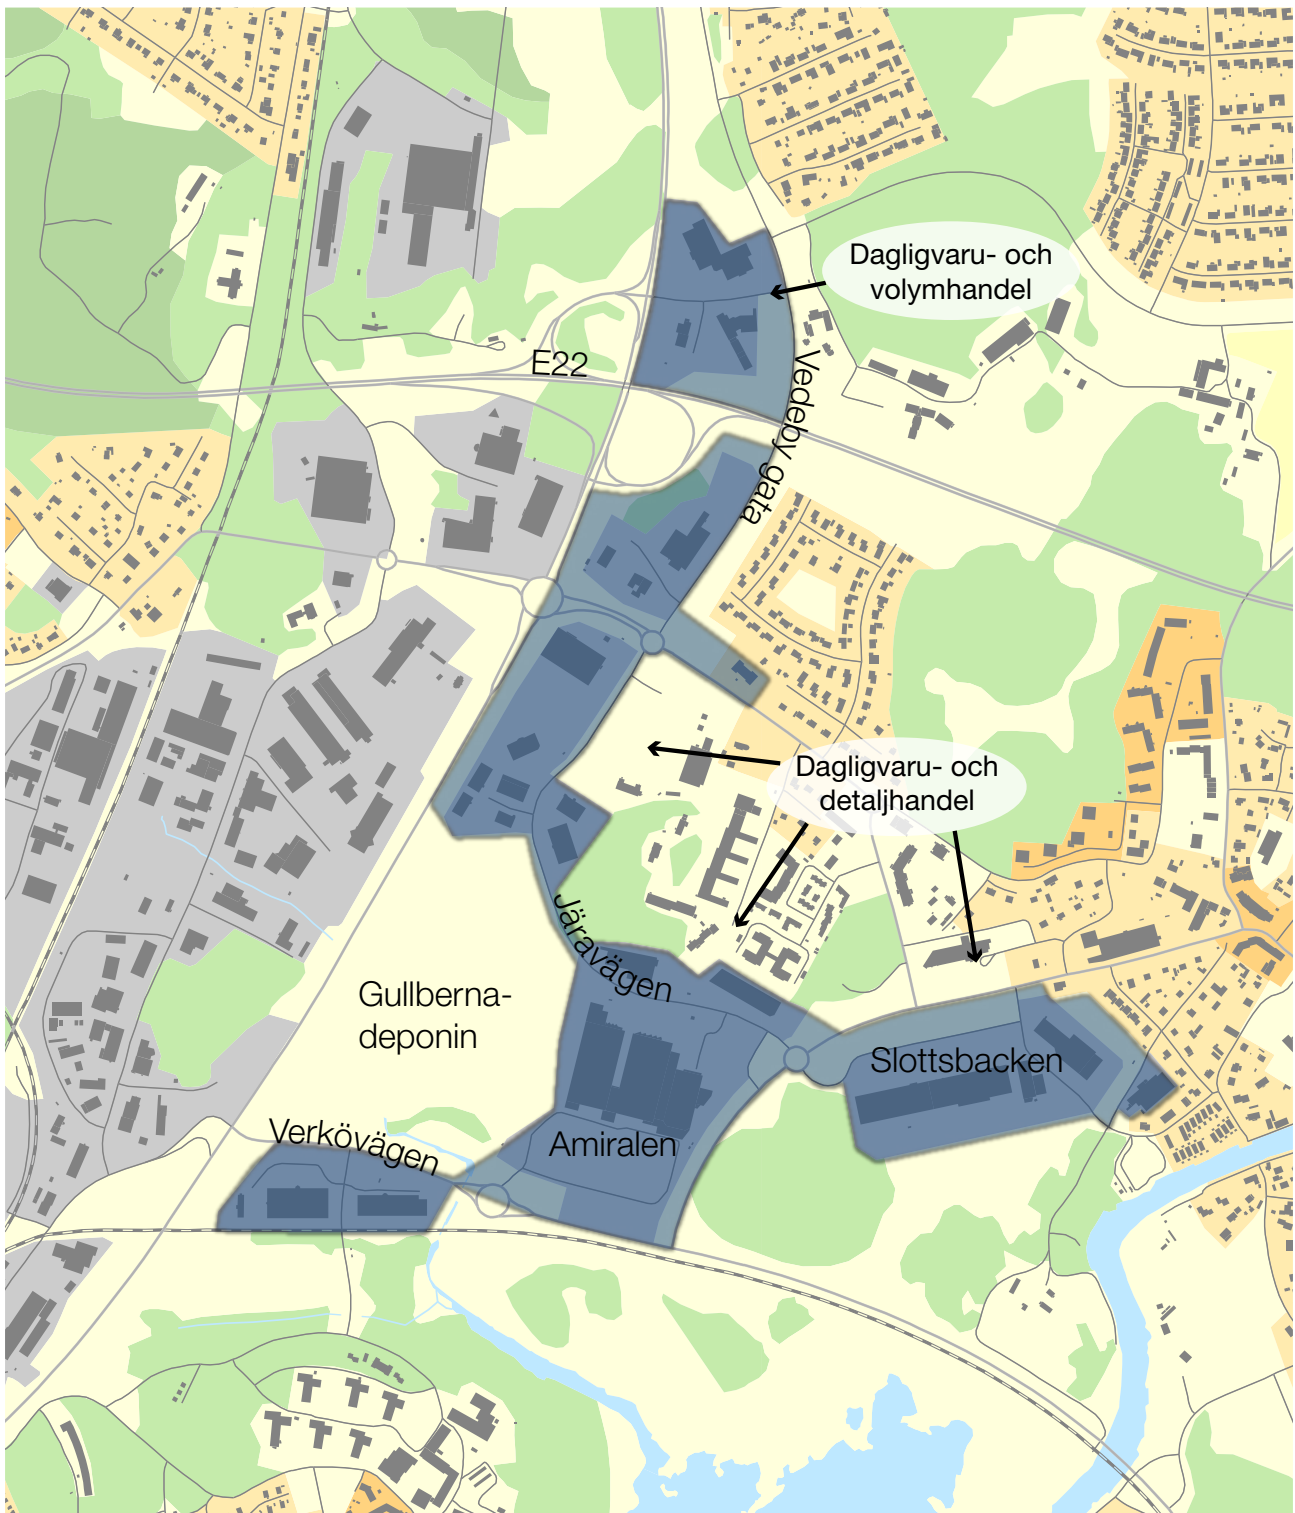 Dagligvaru- och
volymhandel
E22
Vedeby gata
Dagligvaru- och
detaljhandel
Järavägen
Gullberna-
deponin
Slottsbacken
Verkövägen
Amiralen